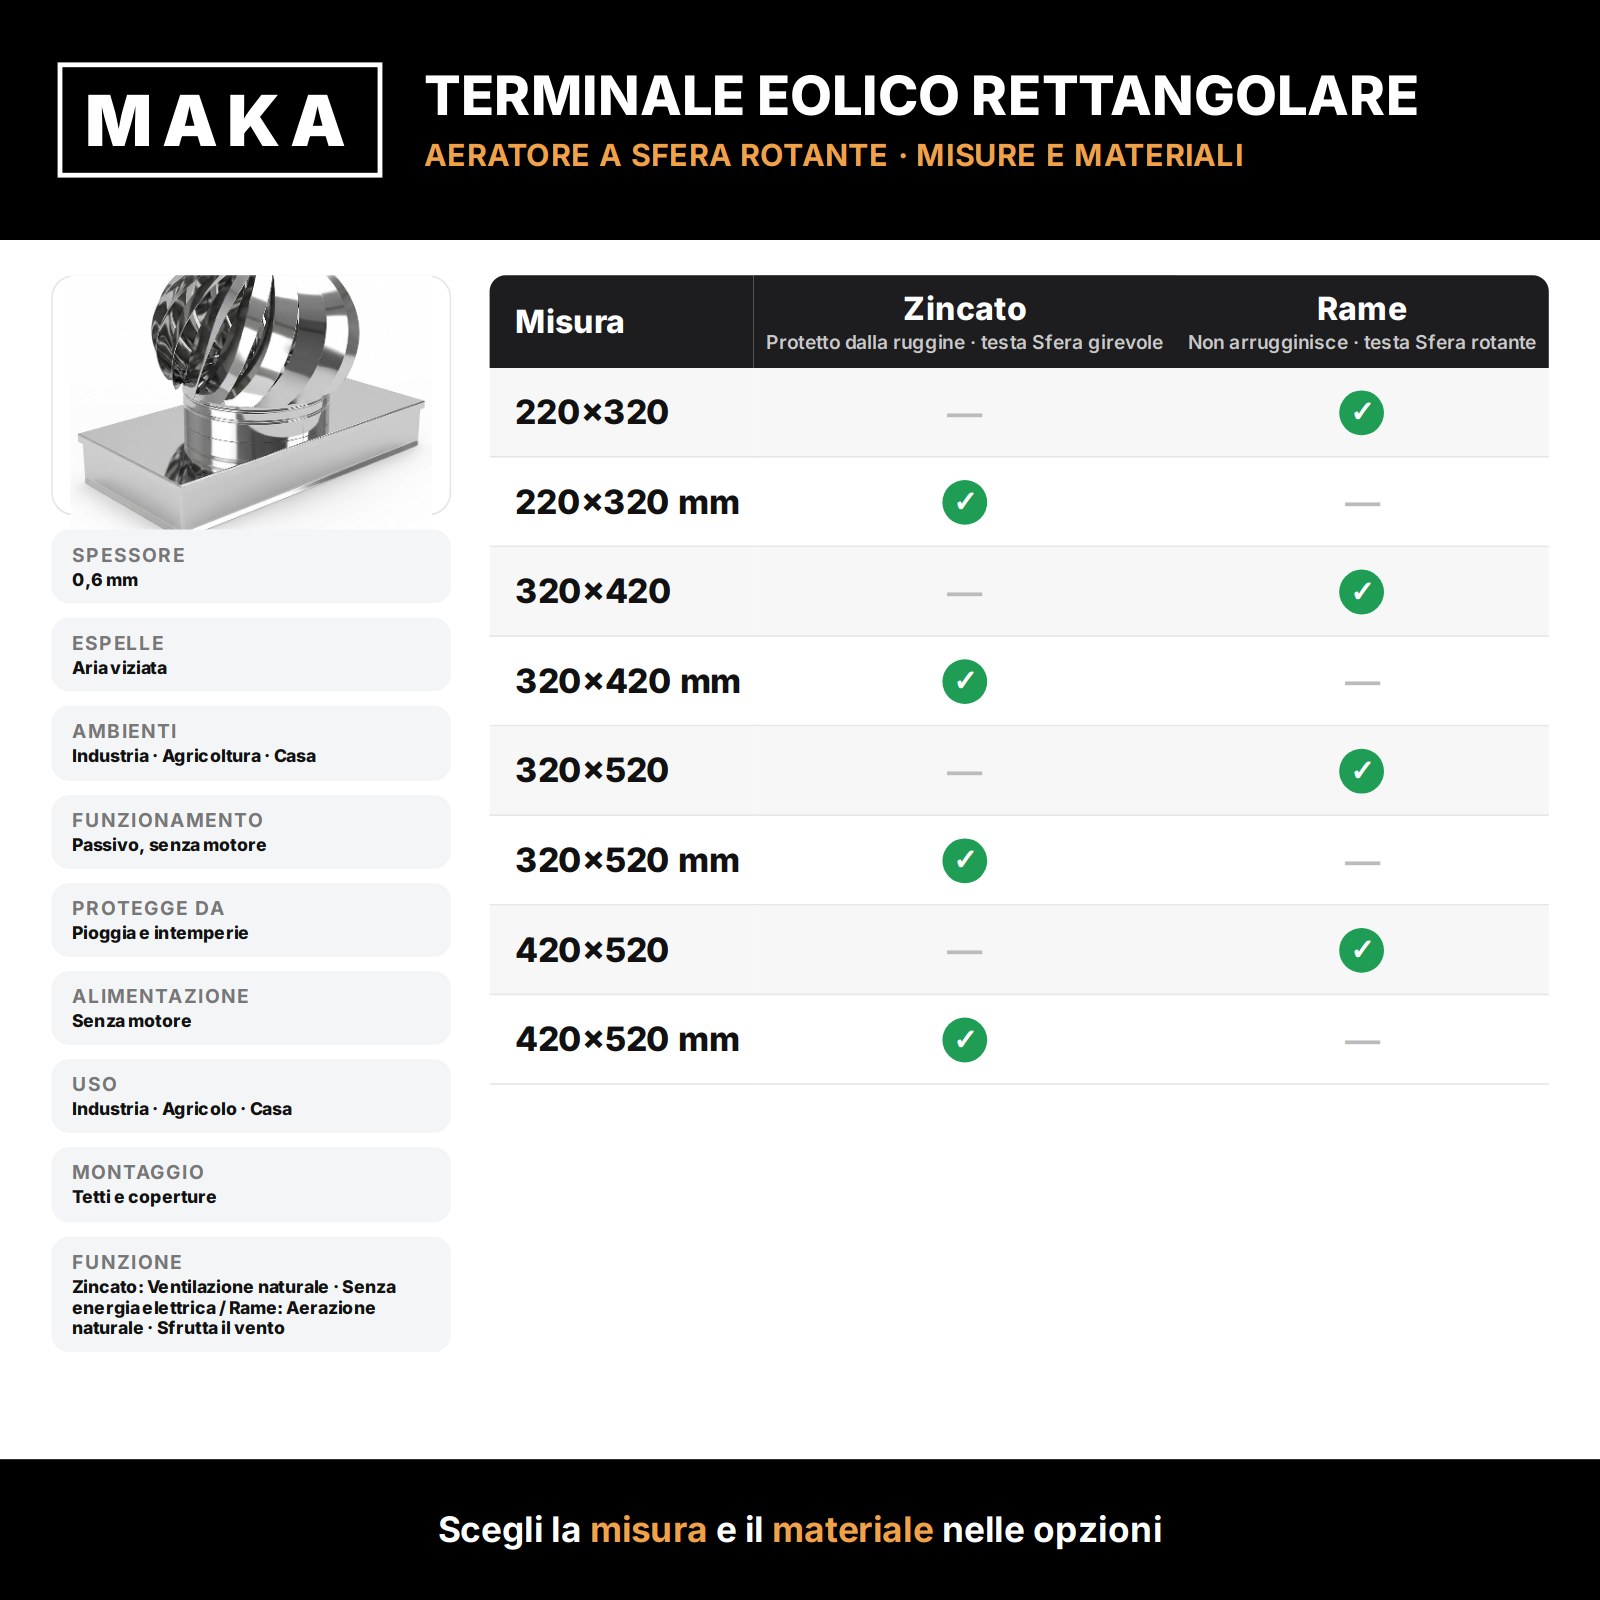 MAKA
TERMINALE EOLICO RETTANGOLARE
AERATORE A SFERA ROTANTE · MISURE E MATERIALI
SPESSORE
0,6 mm
ESPELLE
Aria viziata
AMBIENTI
Industria · Agricoltura · Casa
FUNZIONAMENTO
Passivo, senza motore
PROTEGGE DA
Pioggia e intemperie
ALIMENTAZIONE
Senza motore
USO
Industria · Agricolo · Casa
MONTAGGIO
Tetti e coperture
FUNZIONE
Zincato: Ventilazione naturale · Senza
energia elettrica / Rame: Aerazione
naturale · Sfrutta il vento
Misura Zincato Rame
Protetto dalla ruggine · testa Sfera girevole Non arrugginisce · testa Sfera rotante
220×320 — ✓
220×320 mm ✓ —
320×420 — ✓
320×420 mm ✓ —
320×520 — ✓
320×520 mm ✓ —
420×520 — ✓
420×520 mm ✓ —
Scegli la misura e il materiale nelle opzioni